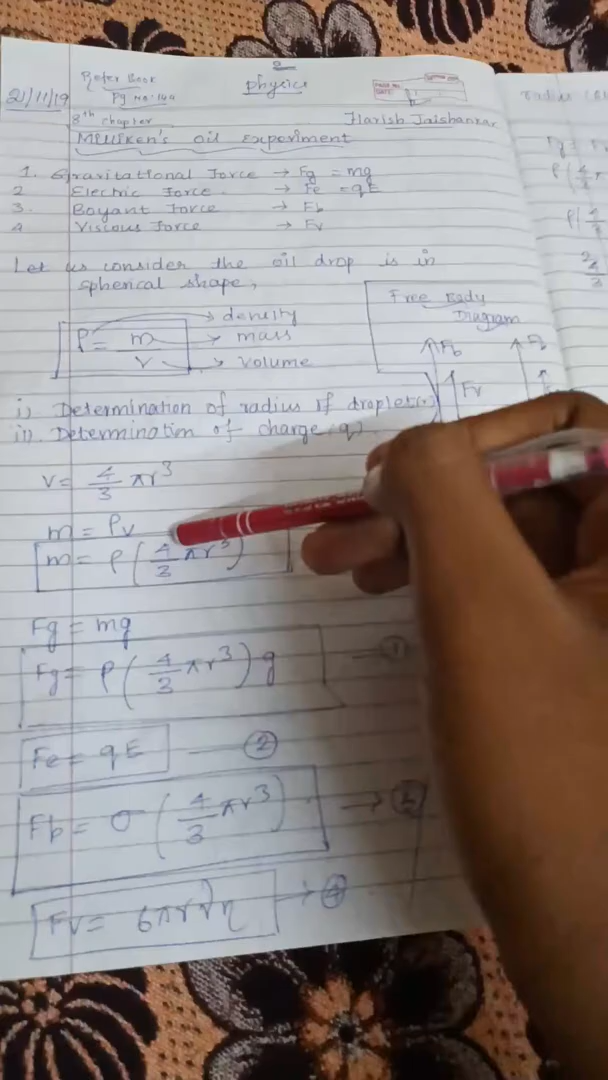 21/11/19
Refer Book
Pg No: 144
Physics
8th chapter
Harish Jaishankar
Milliken's oil Experiment
1. Gravitational Force → Fg = mg
2 Electric Force. → Fe = qE
3. Boyant Force → Fb
4 Viscous Force → Fv
Let us consider the oil drop is in
spherical shape,
Free Body
Diagram
ρ = m/v
density
mass
volume
Fb
Fv
i) Determination of radius of droplet(r)
ii). Determination of charge(q)
V = 4/3 πr³
m = ρv
m = ρ(4/3 πr³)
Fg = mg
Fg = ρ(4/3 πr³)g — ①
Fe = qE — ②
Fb = σ(4/3 πr³) → ③
Fv = 6πrvη → ④